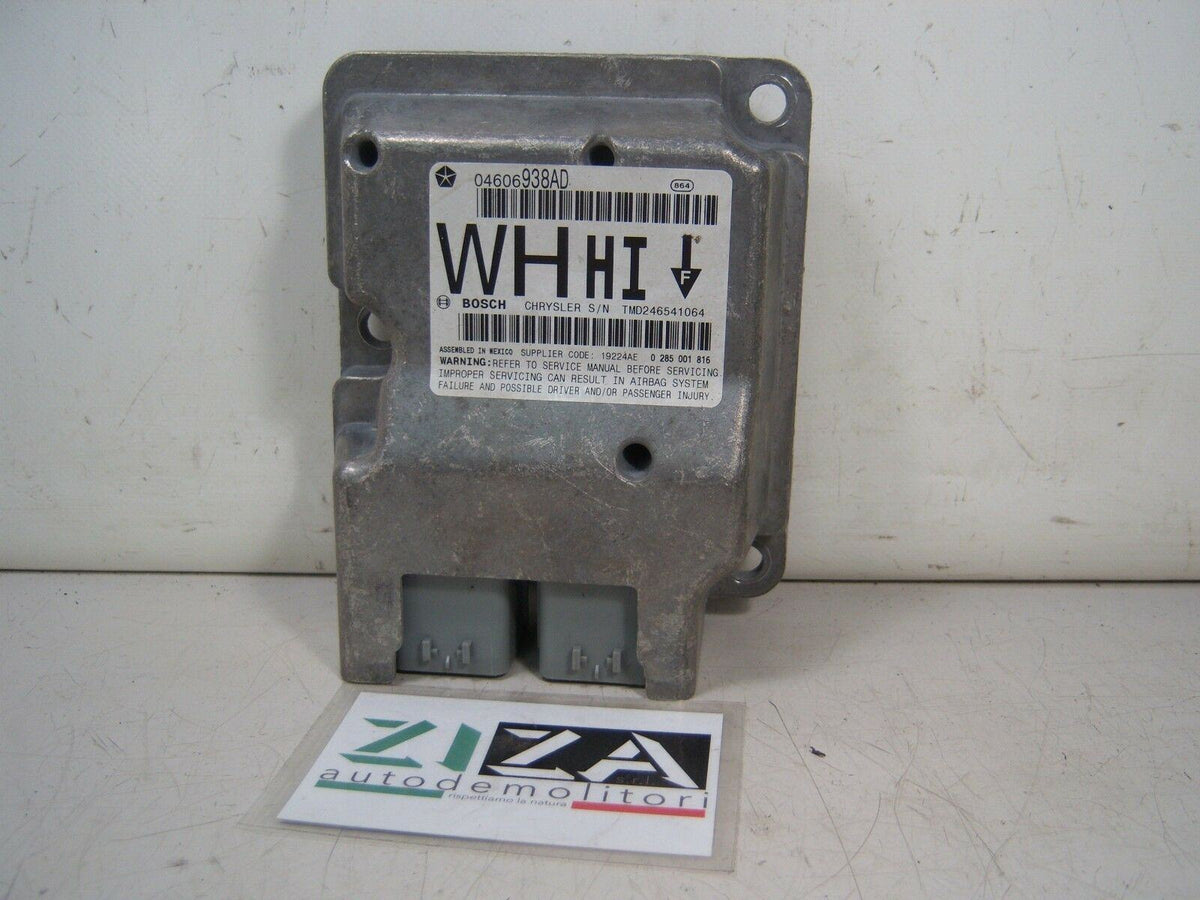 04606938AD 864
WH HI F
BOSCH CHRYSLER S/N TMD246541064
ASSEMBLED IN MEXICO SUPPLIER CODE: 19224AE 0 285 001 816
WARNING: REFER TO SERVICE MANUAL BEFORE SERVICING
IMPROPER SERVICING CAN RESULT IN AIRBAG SYSTEM
FAILURE AND POSSIBLE DRIVER AND/OR PASSENGER INJURY.
ZIZA
s.r.l.
autodemolitori
rispettiamo la natura